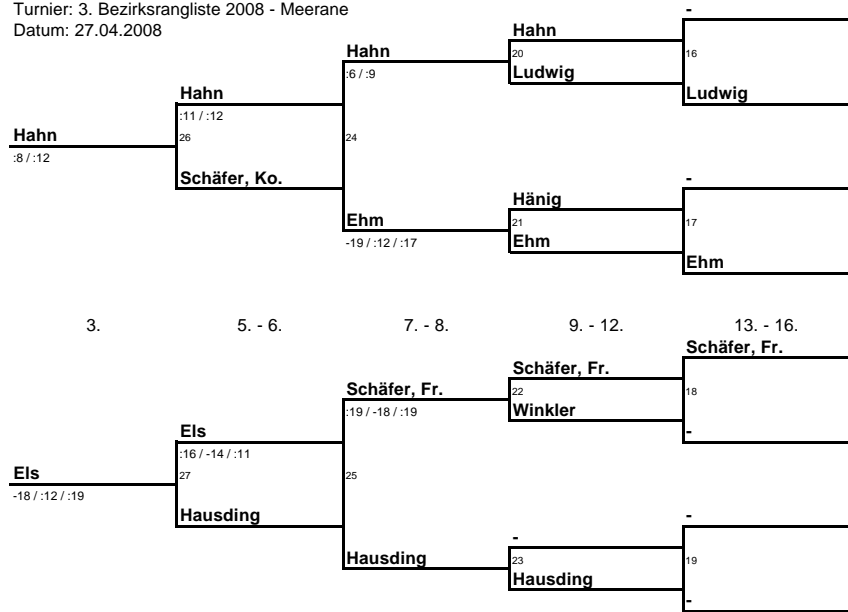 Turnier: 3. Bezirksrangliste 2008 - Meerane
Datum: 27.04.2008
-
Hahn
20
16
Hahn
:6 / :9
Ludwig
Hahn
Ludwig
:11 / :12
Hahn
26
24
:8 / :12
Schäfer, Ko.
-
Hänig
Ehm
21
17
-19 / :12 / :17
Ehm
Ehm
3. 5. - 6. 7. - 8. 9. - 12. 13. - 16.
Schäfer, Fr.
Schäfer, Fr.
Schäfer, Fr.
22
18
:19 / -18 / :19
Winkler
Els
-
:16 / -14 / :11
Els
27
25
-18 / :12 / :19
Hausding
-
-
Hausding
23
19
Hausding
-